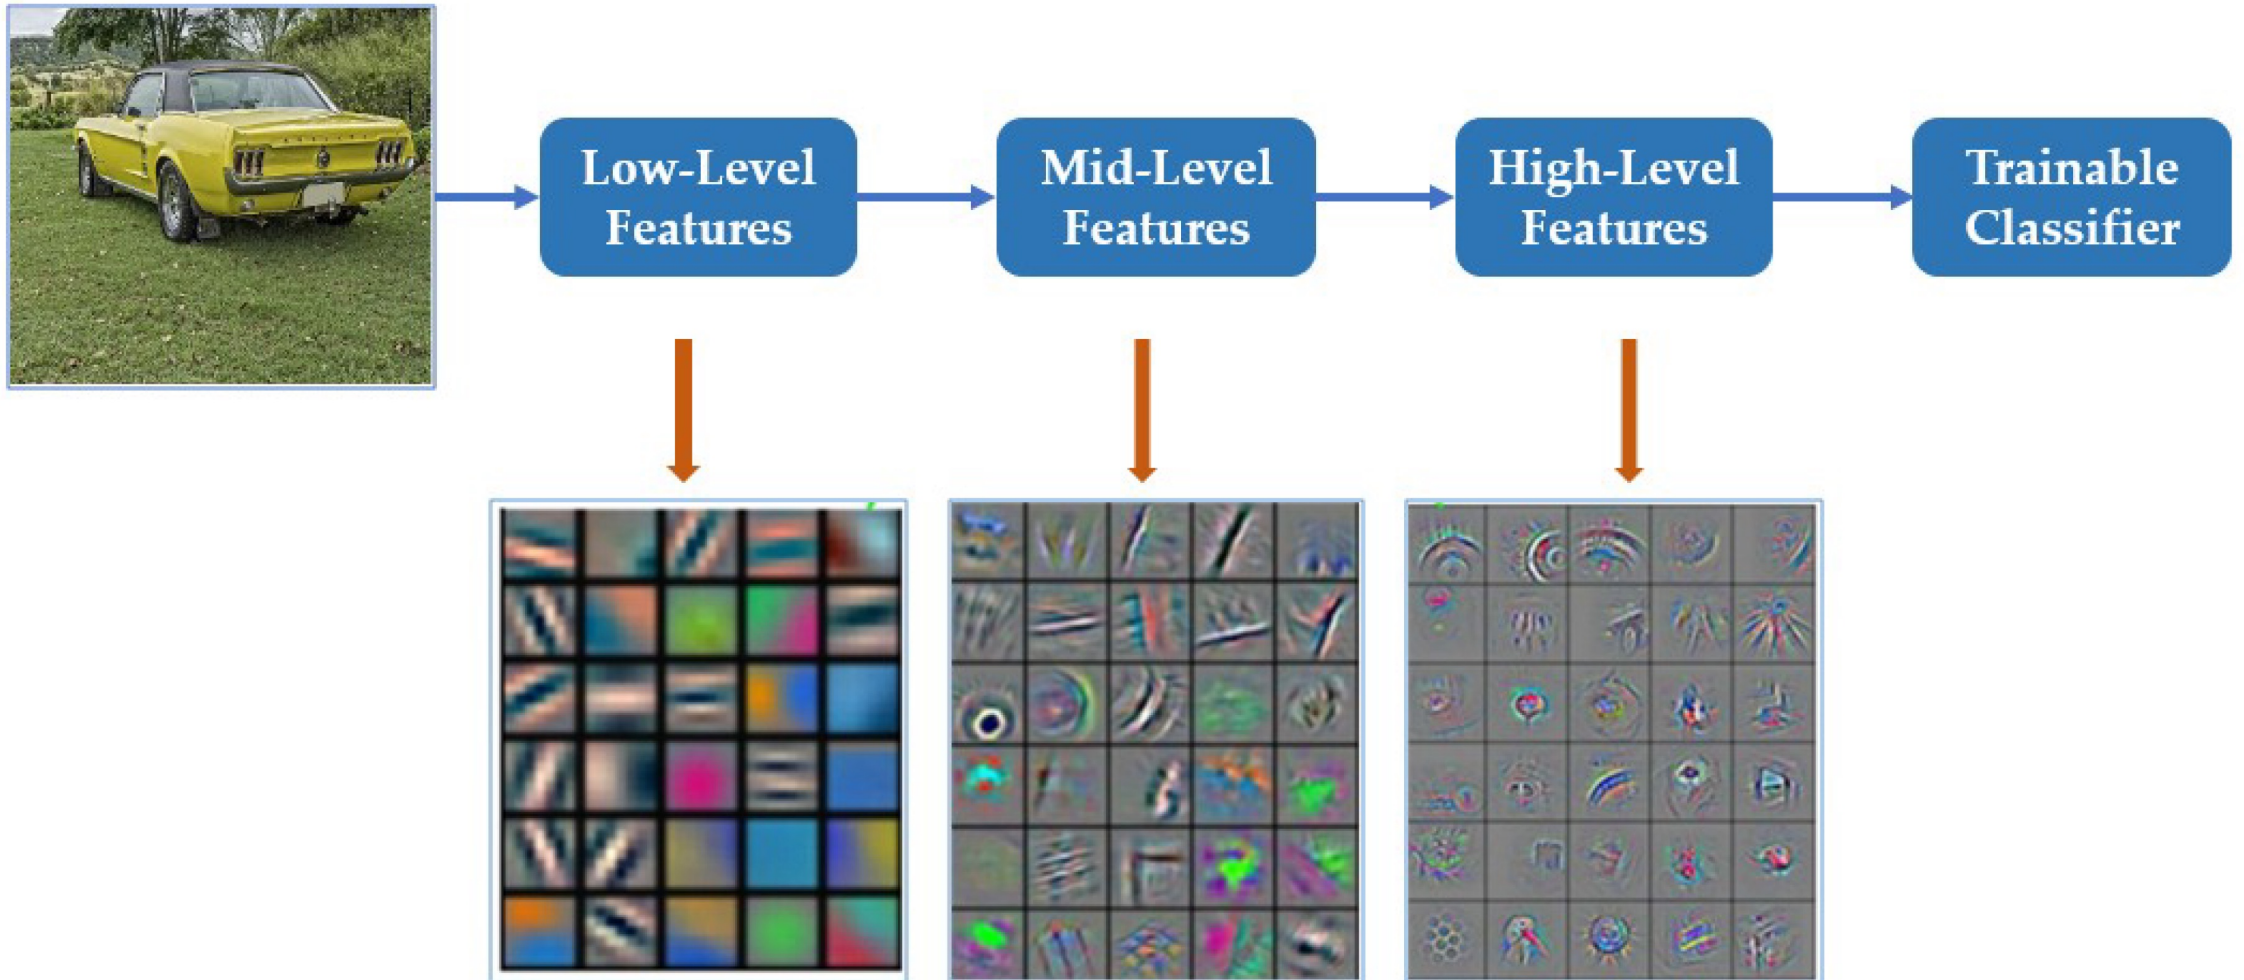 Low-Level
Features
Mid-Level
Features
High-Level
Features
Trainable
Classifier